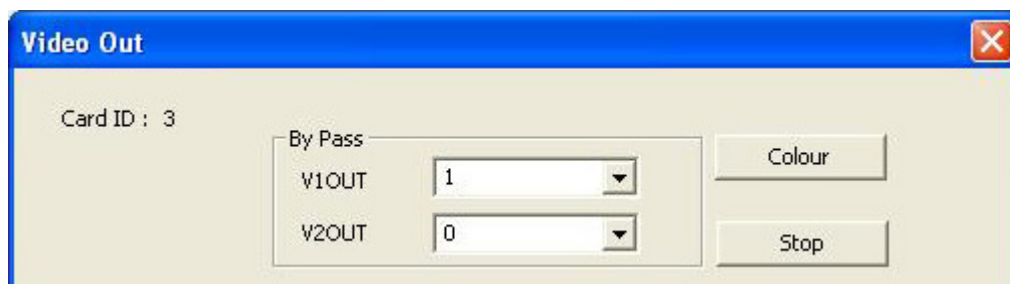 Video Out
Card ID : 3
By Pass
V1OUT 1
V2OUT 0
Colour
Stop